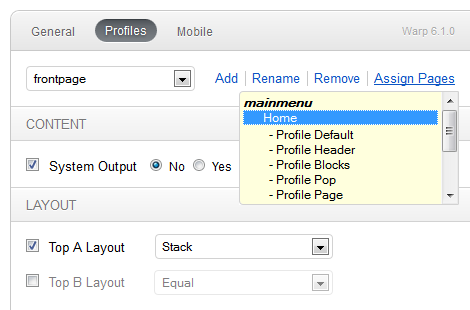 General Profiles Mobile Warp 6.1.0
frontpage Add Rename Remove Assign Pages
mainmenu
Home
- Profile Default
- Profile Header
- Profile Blocks
- Profile Pop
- Profile Page
CONTENT
System Output No Yes
LAYOUT
Top A Layout Stack
Top B Layout Equal